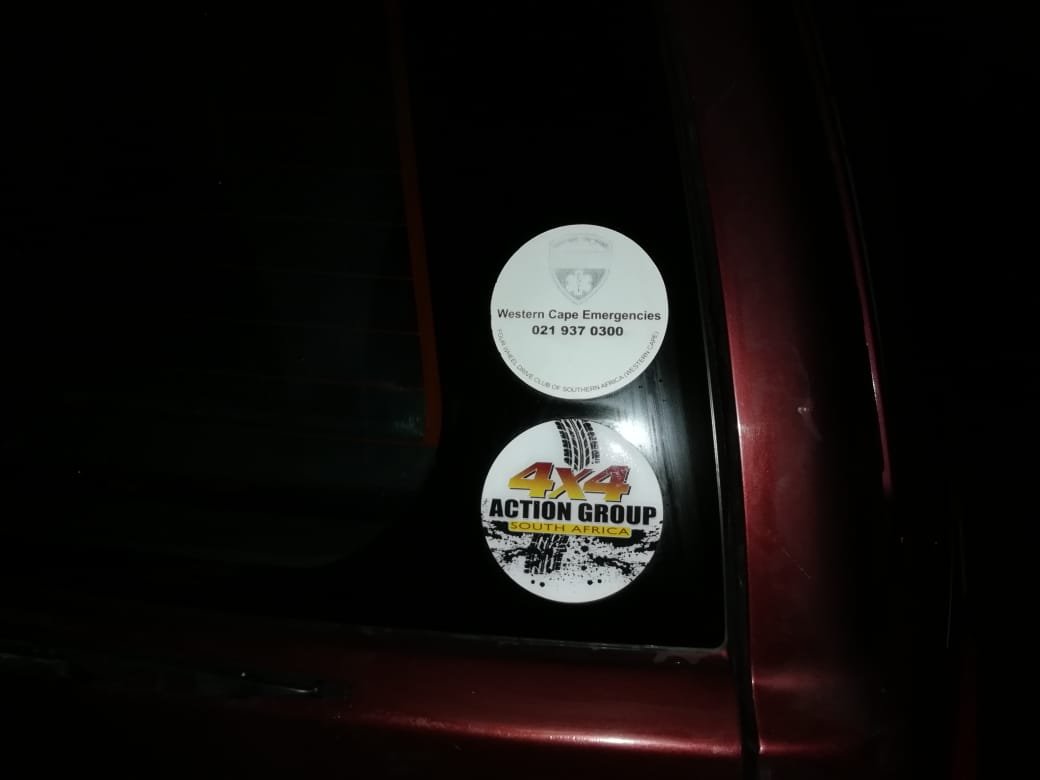 Western Cape Emergencies
021 937 0300
FOUR WHEEL DRIVE CLUB OF SOUTHERN AFRICA (WESTERN CAPE)
4x4
ACTION GROUP
SOUTH AFRICA